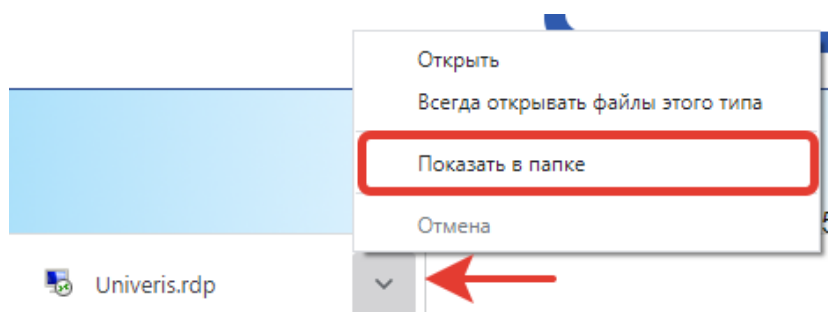 Открыть
Всегда открывать файлы этого типа
Показать в папке
Отмена
Univeris.rdp